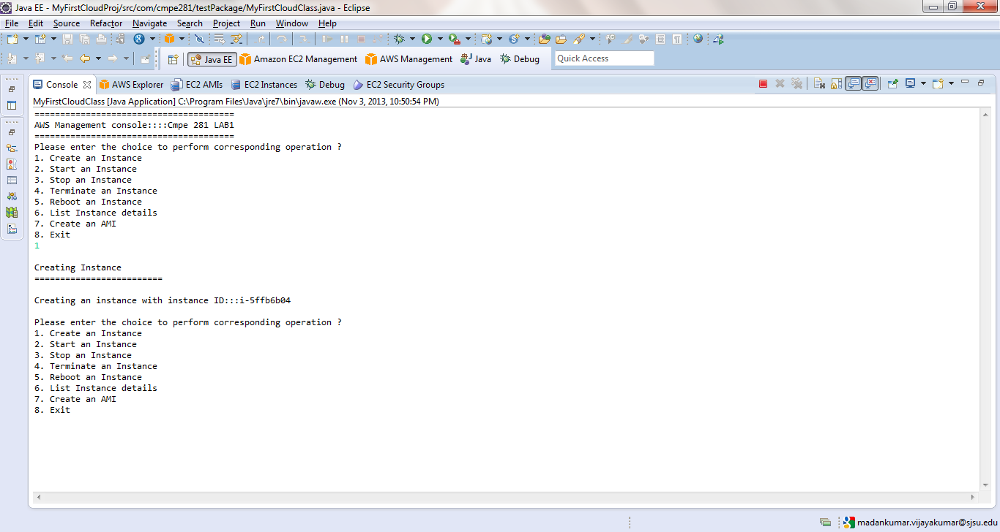 Java EE - MyFirstCloudProj/src/com/cmpe281/testPackage/MyFirstCloudClass.java - Eclipse
File Edit Source Refactor Navigate Search Project Run Window Help
Java EE Amazon EC2 Management AWS Management Java Debug Quick Access
Console AWS Explorer EC2 AMIs EC2 Instances Debug EC2 Security Groups
MyFirstCloudClass [Java Application] C:\Program Files\Java\jre7\bin\javaw.exe (Nov 3, 2013, 10:50:54 PM)
=======================================
AWS Management console::::Cmpe 281 LAB1
=======================================
Please enter the choice to perform corresponding operation ?
1. Create an Instance
2. Start an Instance
3. Stop an Instance
4. Terminate an Instance
5. Reboot an Instance
6. List Instance details
7. Create an AMI
8. Exit
1
Creating Instance
=========================
Creating an instance with instance ID:::i-5ffb6b04
Please enter the choice to perform corresponding operation ?
1. Create an Instance
2. Start an Instance
3. Stop an Instance
4. Terminate an Instance
5. Reboot an Instance
6. List Instance details
7. Create an AMI
8. Exit
madankumar.vijayakumar@sjsu.edu